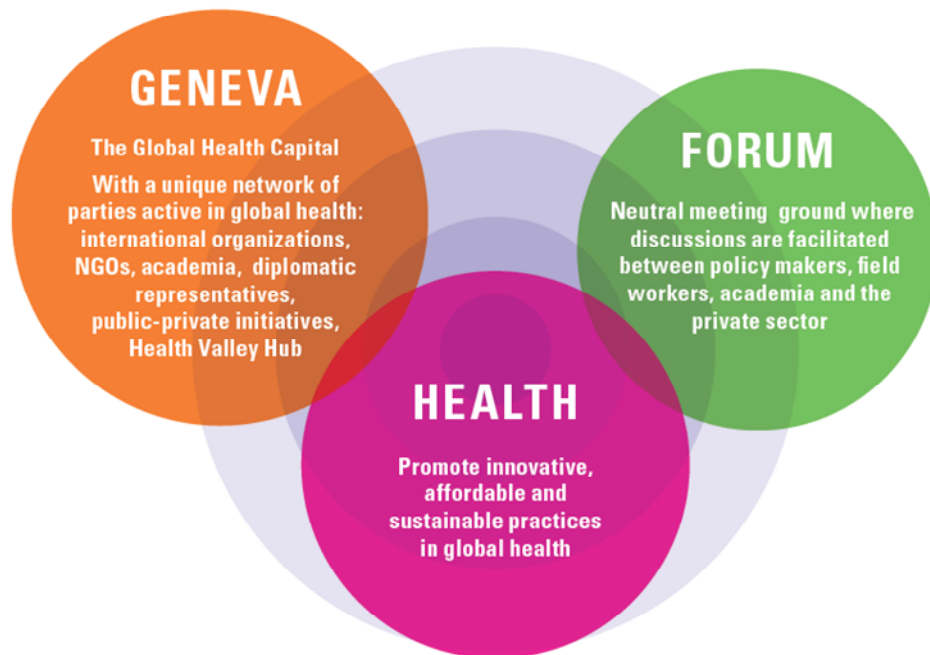 GENEVA
The Global Health Capital
With a unique network of
parties active in global health:
international organizations,
NGOs, academia, diplomatic
representatives,
public-private initiatives,
Health Valley Hub
FORUM
Neutral meeting ground where
discussions are facilitated
between policy makers, field
workers, academia and the
private sector
HEALTH
Promote innovative,
affordable and
sustainable practices
in global health